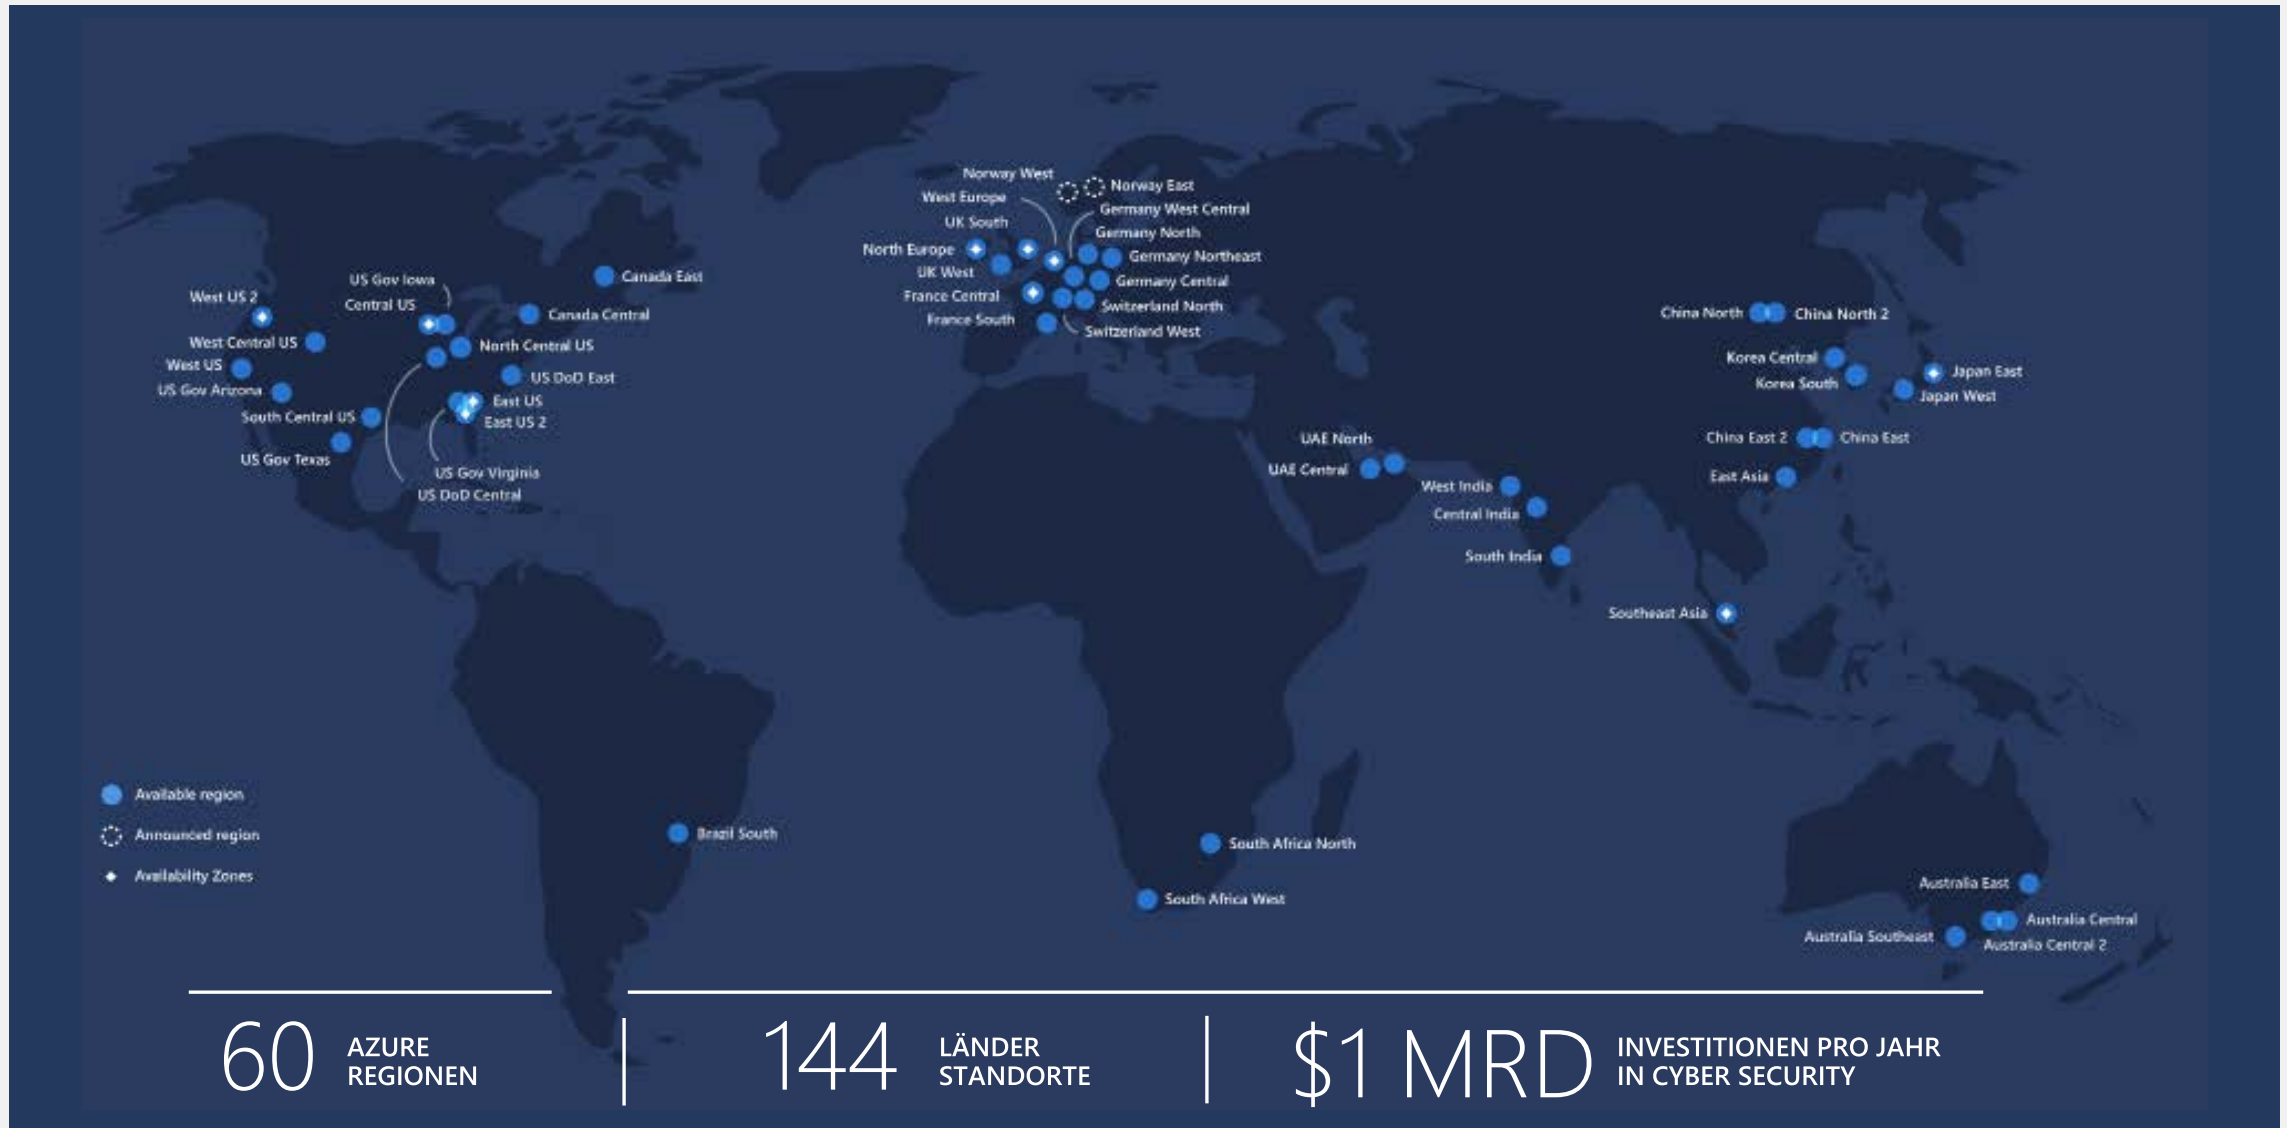 Norway West
Norway East
West Europe
Germany West Central
UK South
Germany North
North Europe
Germany Northeast
UK West
Germany Central
France Central
Switzerland North
France South
Switzerland West
US Gov Iowa
Canada East
West US 2
Central US
Canada Central
West Central US
North Central US
West US
US DoD East
US Gov Arizona
East US
South Central US
East US 2
US Gov Texas
US Gov Virginia
US DoD Central
China North
China North 2
Korea Central
Japan East
Korea South
Japan West
UAE North
China East 2
China East
UAE Central
East Asia
West India
Central India
South India
Southeast Asia
Available region
Announced region
Availability Zones
Brazil South
South Africa North
South Africa West
Australia East
Australia Central
Australia Southeast
Australia Central 2
60 AZURE
REGIONEN
144 LÄNDER
STANDORTE
$1 MRD INVESTITIONEN PRO JAHR
IN CYBER SECURITY